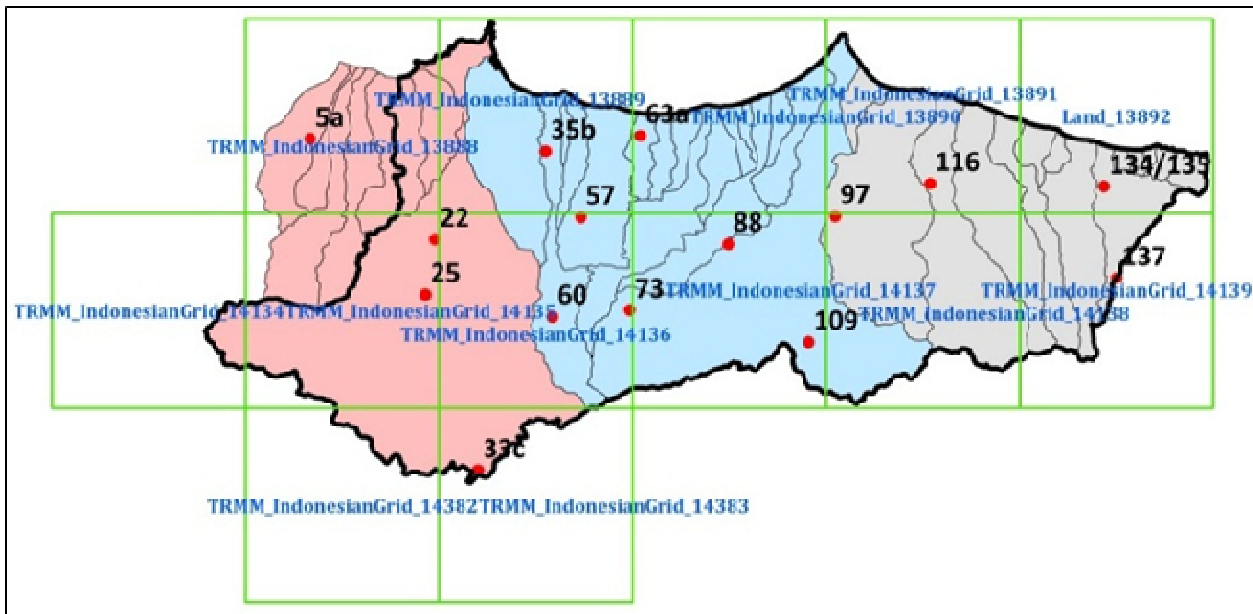 TRMM_IndonesianGrid_13889
TRMM_IndonesianGrid_13891
63a
TRMM_IndonesianGrid_13890
Land_13892
5a
35b
TRMM_IndonesianGrid_13888
116
134/135
57
97
22
88
137
25
60
73
TRMM_IndonesianGrid_14137
TRMM_IndonesianGrid_14139
TRMM_IndonesianGrid_14134
TRMM_IndonesianGrid_14135
TRMM_IndonesianGrid_14138
109
TRMM_IndonesianGrid_14136
33c
TRMM_IndonesianGrid_14382
TRMM_IndonesianGrid_14383